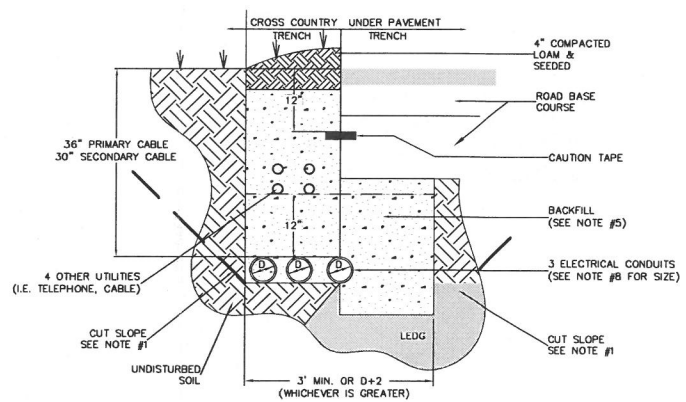 CROSS COUNTRY
TRENCH
UNDER PAVEMENT
TRENCH
4" COMPACTED
LOAM &
SEEDED
ROAD BASE
COURSE
12"
36" PRIMARY CABLE
30" SECONDARY CABLE
CAUTION TAPE
BACKFILL
(SEE NOTE #5)
12"
D D D
4 OTHER UTILITIES
(I.E. TELEPHONE, CABLE)
3 ELECTRICAL CONDUITS
(SEE NOTE #8 FOR SIZE)
CUT SLOPE
SEE NOTE #1
LEDG
CUT SLOPE
SEE NOTE #1
UNDISTURBED
SOIL
3' MIN. OR D+2
(WHICHEVER IS GREATER)